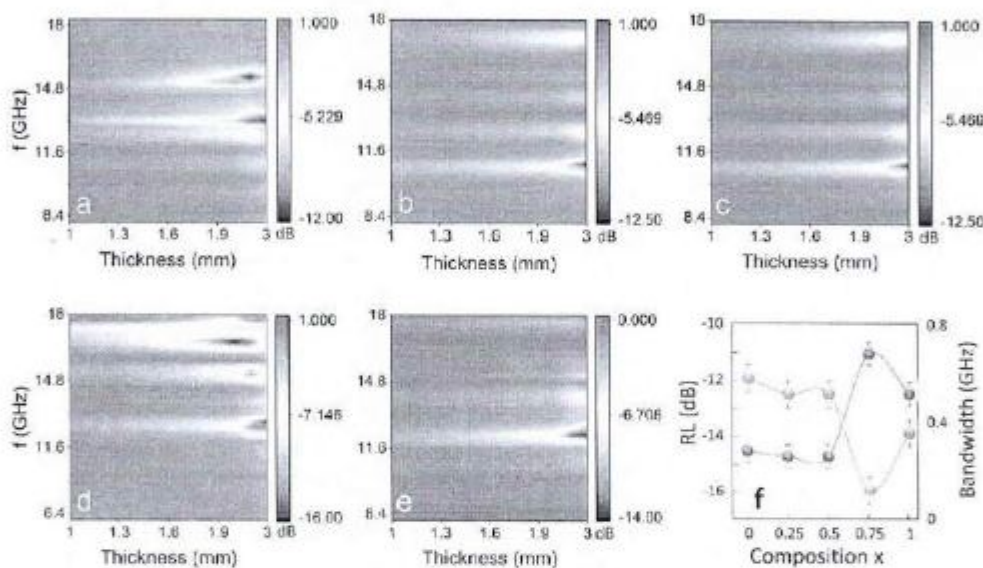 18
14.8
11.6
8.4
f (GHz)
1 1.3 1.6 1.9 3 dB
Thickness (mm)
1.000
-5.229
-12.00
a
18
14.8
11.6
8.4
1 1.3 1.6 1.9 3 dB
Thickness (mm)
1.000
-5.469
-12.50
b
18
14.8
11.6
8.4
1 1.3 1.6 1.9 3 dB
Thickness (mm)
1.000
-5.460
-12.50
c
18
14.8
11.6
6.4
f (GHz)
1 1.3 1.6 1.9 3 dB
Thickness (mm)
1.000
-7.146
-16.00
d
18
14.8
11.6
8.4
1 1.3 1.6 1.9 3 dB
Thickness (mm)
0.000
-6.706
-14.00
e
-10
-12
-14
-16
RL [dB]
0.8
0.4
0
Bandwidth (GHz)
f
0 0.25 0.5 0.75 1
Composition x